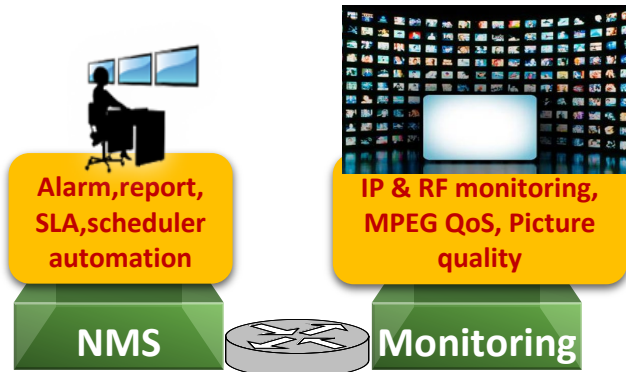 Alarm,report,
SLA,scheduler
automation
IP & RF monitoring,
MPEG QoS, Picture
quality
NMS
Monitoring